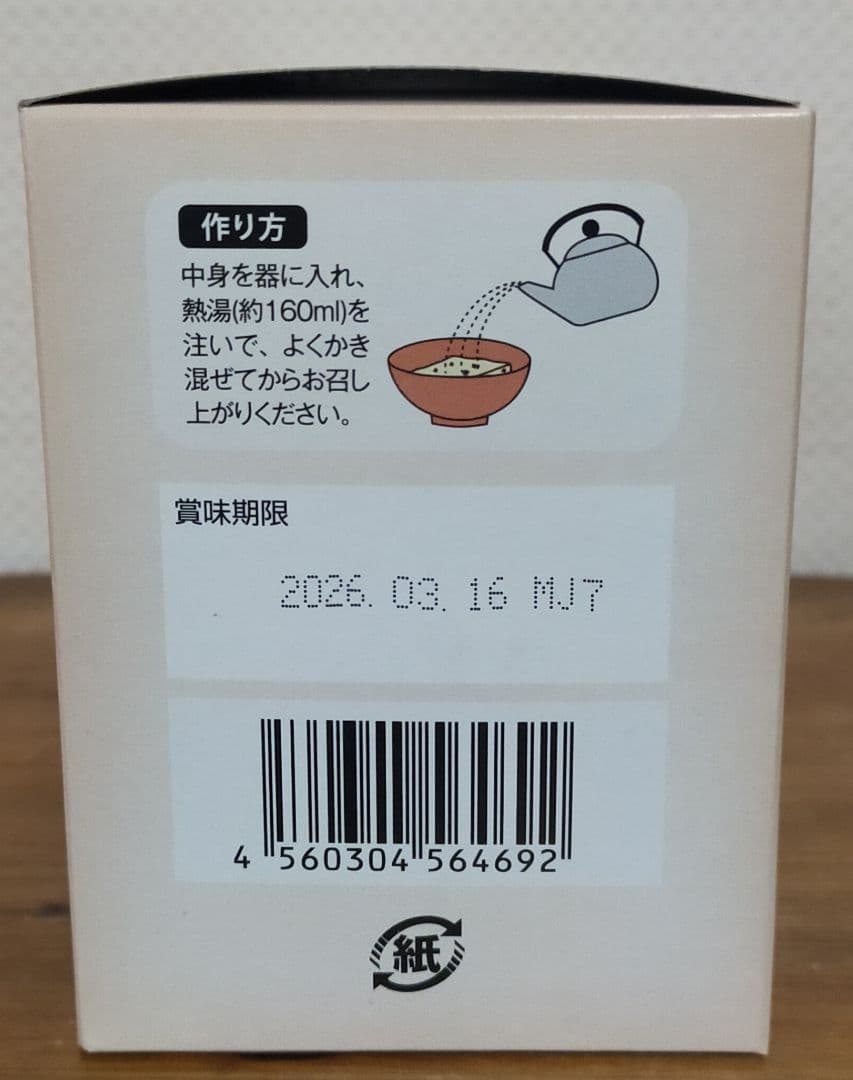 作り方
中身を器に入れ、
熱湯(約160ml)を
注いで、よくかき
混ぜてからお召し
上がりください。
賞味期限
2026. 03. 16 MJ7
4 560304 564692
紙